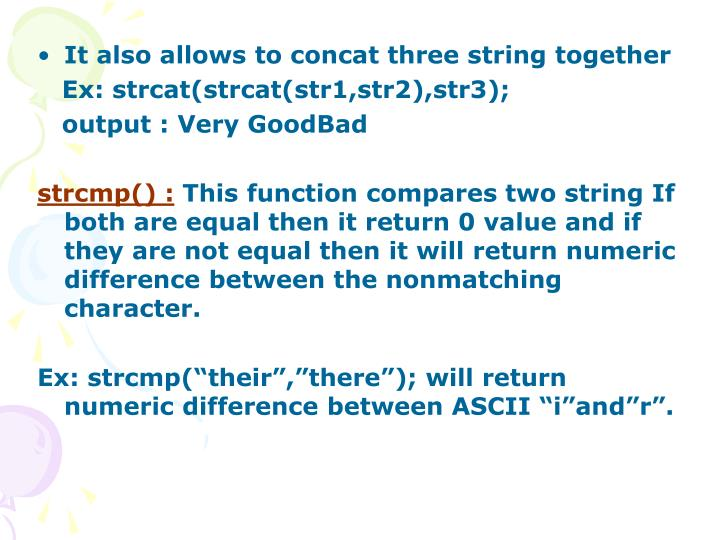 • It also allows to concat three string together
Ex: strcat(strcat(str1,str2),str3);
output : Very GoodBad
strcmp() : This function compares two string If
both are equal then it return 0 value and if
they are not equal then it will return numeric
difference between the nonmatching
character.
Ex: strcmp(“their”,”there”); will return
numeric difference between ASCII “i”and”r”.